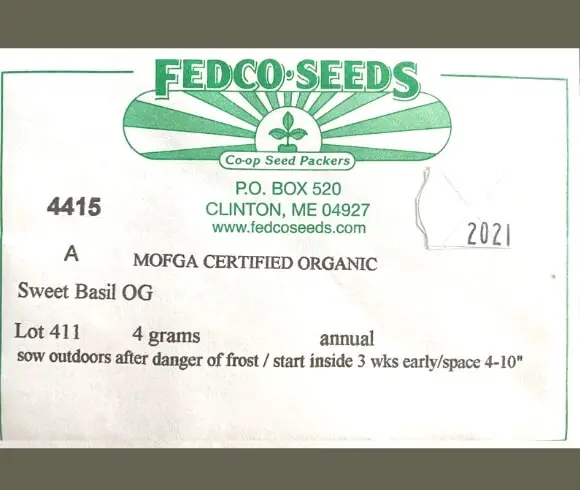 FEDCO·SEEDS
Co-op Seed Packers
P.O. BOX 520
CLINTON, ME 04927
www.fedcoseeds.com
4415
2021
A
MOFGA CERTIFIED ORGANIC
Sweet Basil OG
Lot 411 4 grams annual
sow outdoors after danger of frost / start inside 3 wks early/space 4-10"